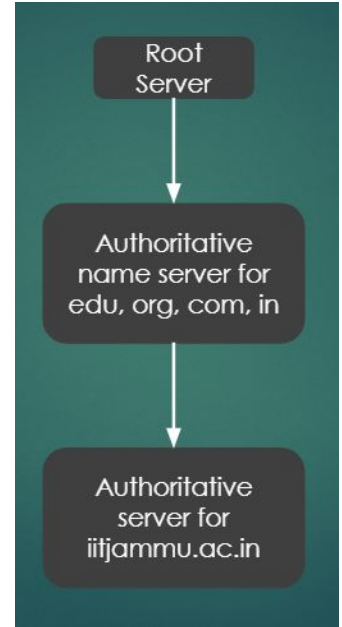 Root
Server
Authoritative
name server for
edu, org, com, in
Authoritative
server for
iitjammu.ac.in